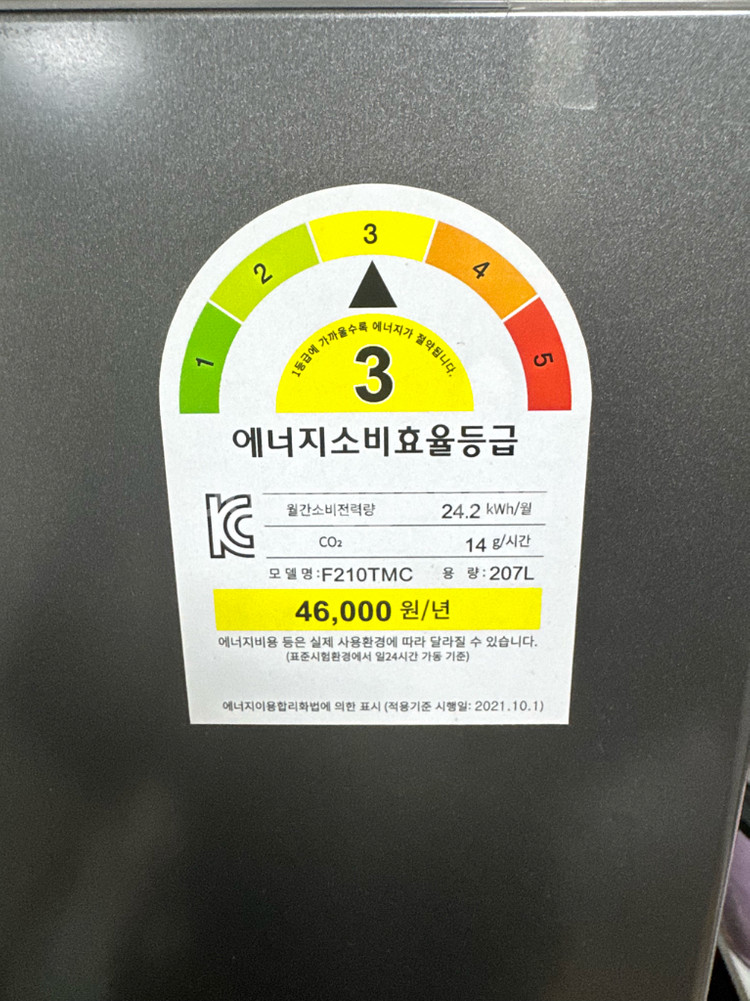 1 2 3 4 5
1등급에 가까울수록 에너지가 절약됩니다.
3
에너지소비효율등급
KC
월간소비전력량 24.2 kWh/월
CO₂ 14 g/시간
모 델 명:F210TMC 용 량:207L
46,000 원/년
에너지비용 등은 실제 사용환경에 따라 달라질 수 있습니다.
(표준시험환경에서 일24시간 가동 기준)
에너지이용합리화법에 의한 표시 (적용기준 시행일: 2021.10.1)